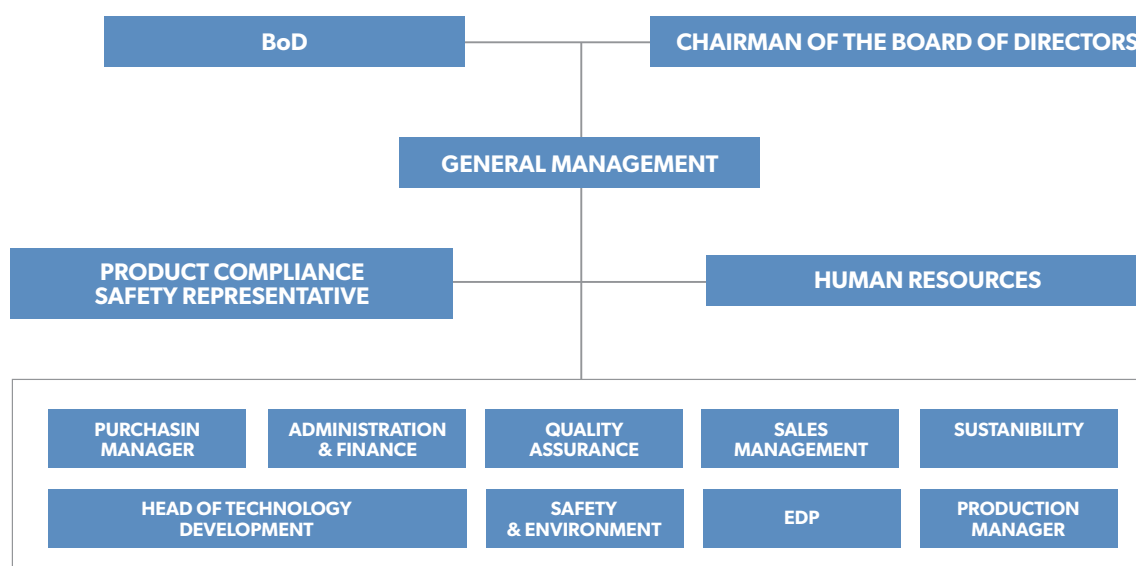 BoD
CHAIRMAN OF THE BOARD OF DIRECTORS
GENERAL MANAGEMENT
PRODUCT COMPLIANCE
SAFETY REPRESENTATIVE
HUMAN RESOURCES
PURCHASIN
MANAGER
ADMINISTRATION
& FINANCE
QUALITY
ASSURANCE
SALES
MANAGEMENT
SUSTANIBILITY
HEAD OF TECHNOLOGY
DEVELOPMENT
SAFETY
& ENVIRONMENT
EDP
PRODUCTION
MANAGER